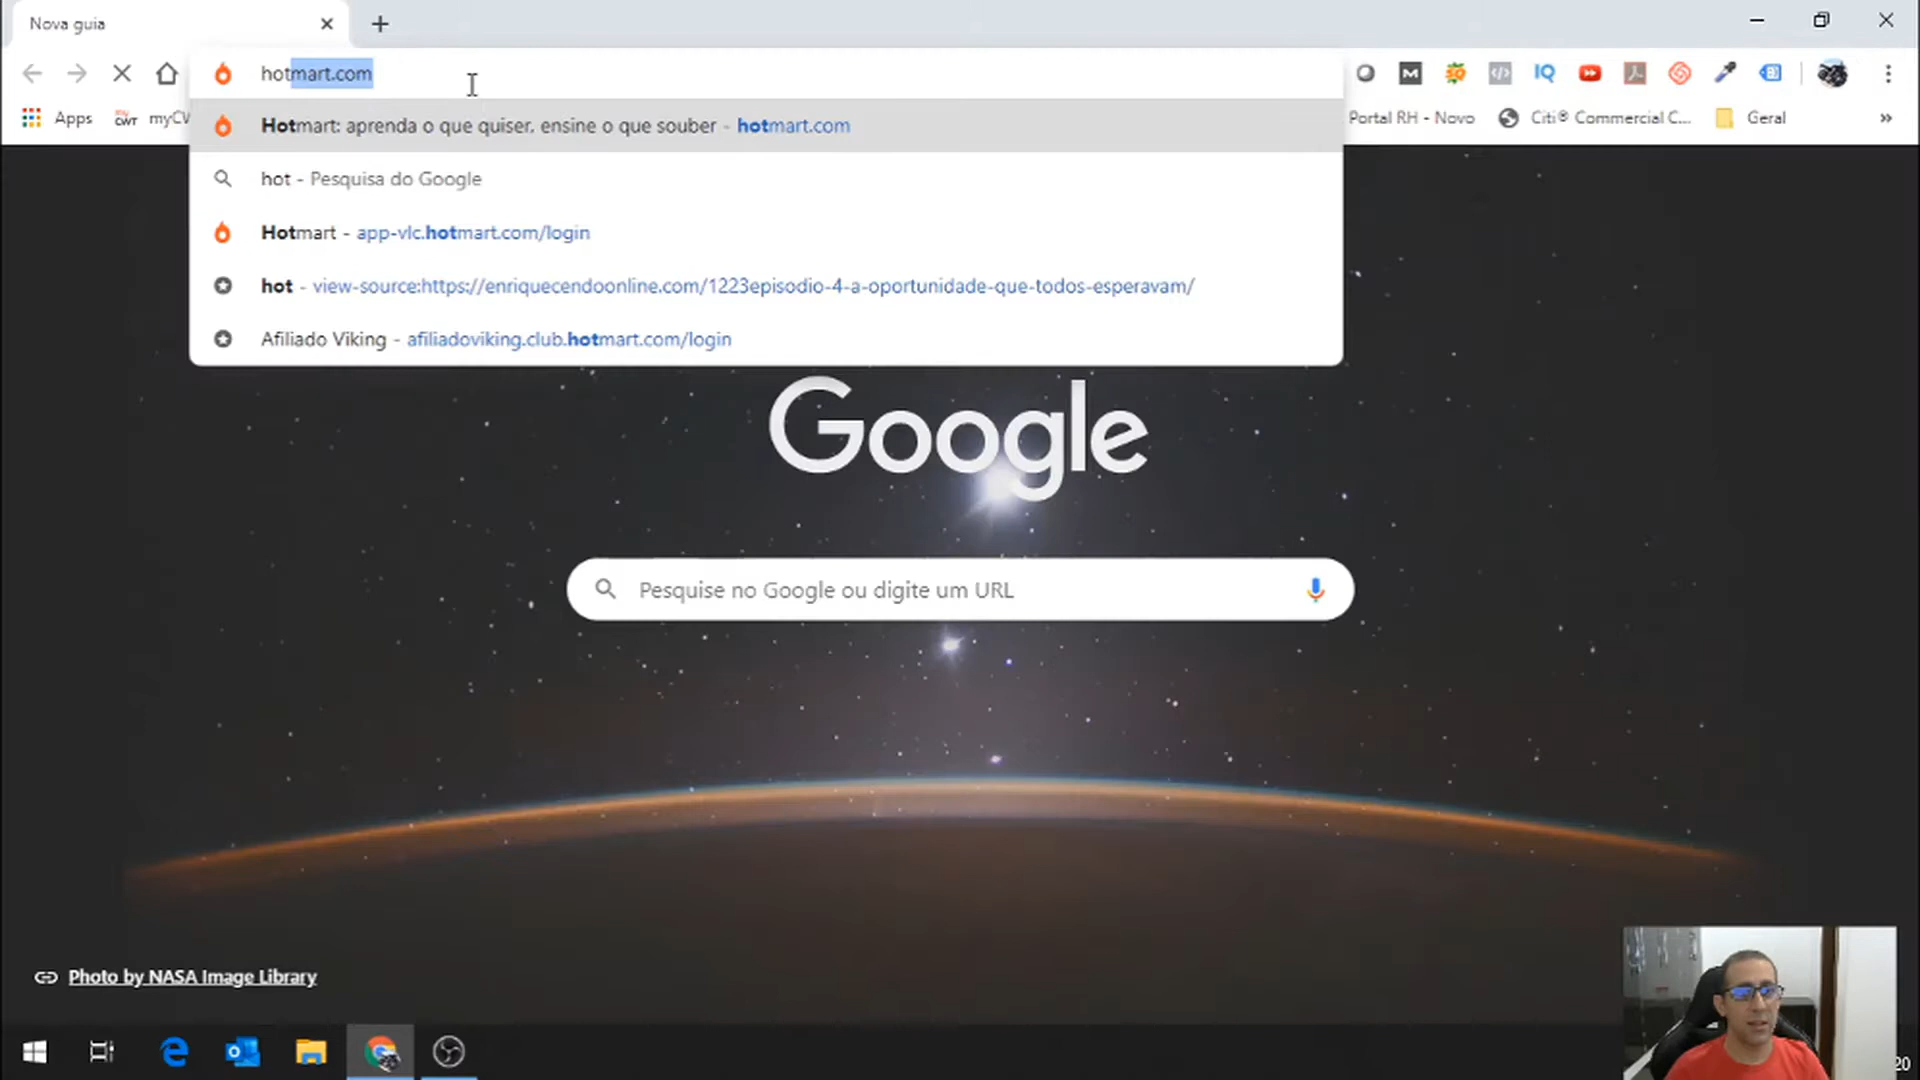 Nova guia
hotmart.com
Apps
myCW
Portal RH - Novo
Citi® Commercial C...
Geral
»
Hotmart: aprenda o que quiser, ensine o que souber - hotmart.com
hot - Pesquisa do Google
Hotmart - app-vlc.hotmart.com/login
hot - view-source:https://enriquecendoonline.com/1223episodio-4-a-oportunidade-que-todos-esperavam/
Afiliado Viking - afiliadoviking.club.hotmart.com/login
Google
Pesquise no Google ou digite um URL
Photo by NASA Image Library
20